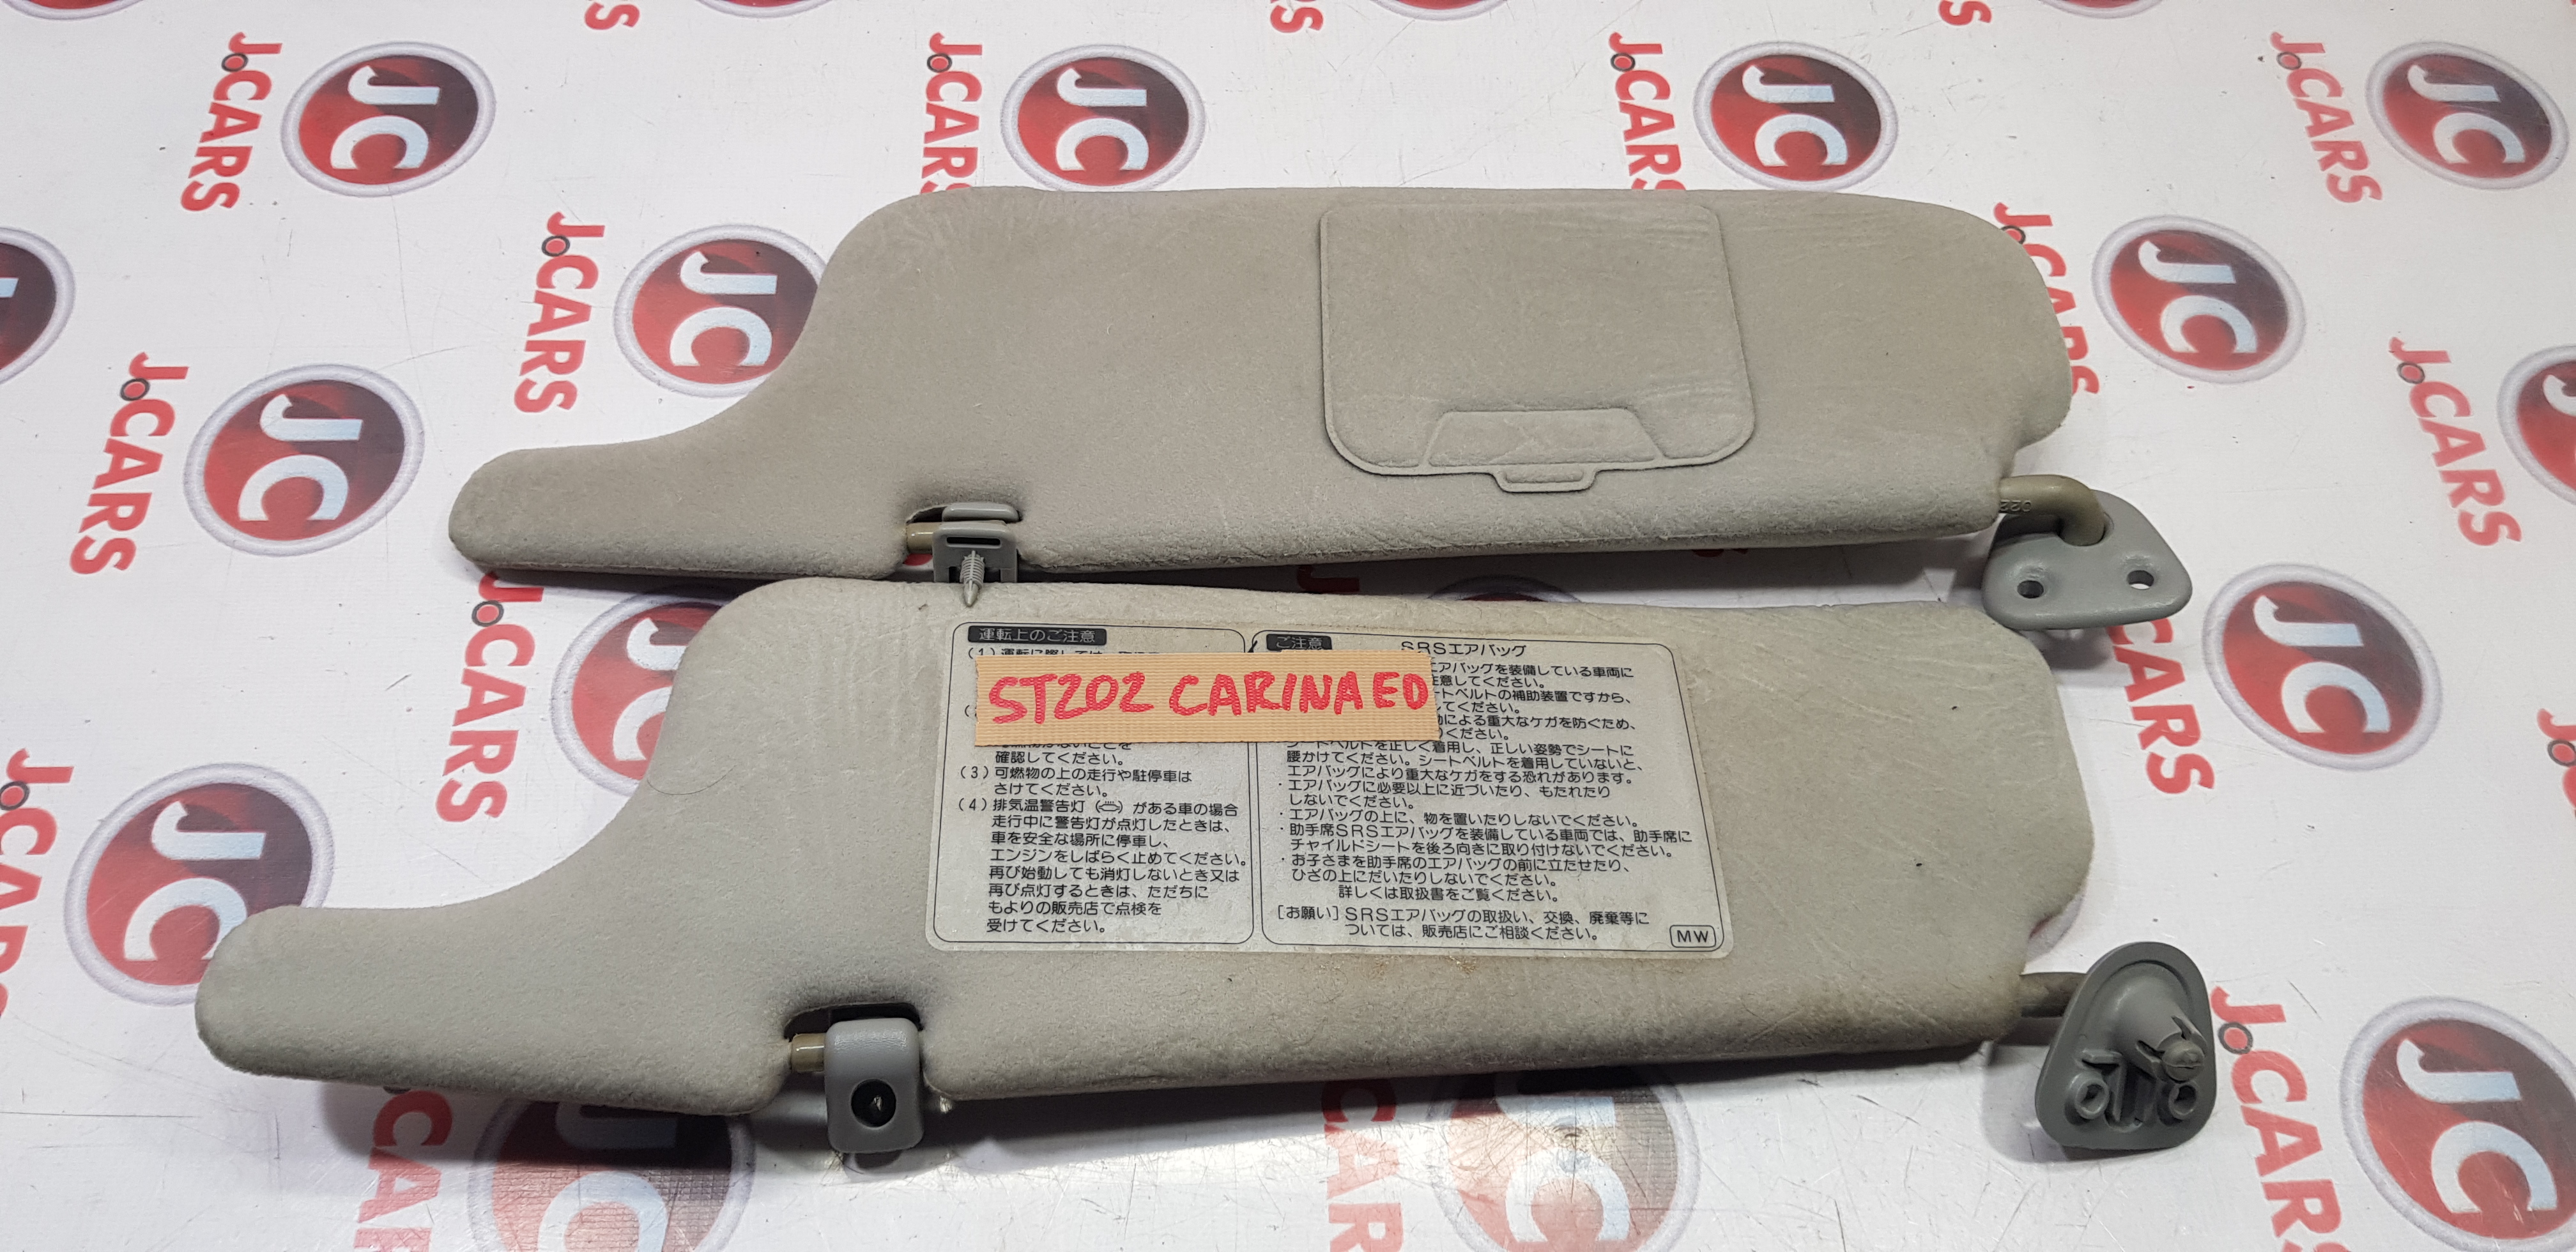 JoCARS
JC
022
運転上のご注意
(1)
ST202 CARINA ED
確認してください。
(3)可燃物の上の走行や駐停車は
さけてください。
(4)排気温警告灯( )がある車の場合
走行中に警告灯が点灯したときは、
車を安全な場所に停車し、
エンジンをしばらく止めてください。
再び始動しても消灯しないとき又は
再び点灯するときは、ただちに
もよりの販売店で点検を
受けてください。
ご注意
SRSエアバッグ
エアバッグを装備している車両に
注意してください。
ートベルトの補助装置ですから、
してください。
による重大なケガを防ぐため、
りください。
シートベルトを正しく着用し、正しい姿勢でシートに
腰かけてください。シートベルトを着用していないと、
エアバッグにより重大なケガをする恐れがあります。
・エアバッグに必要以上に近づいたり、もたれたり
しないでください。
・エアバッグの上に、物を置いたりしないでください。
・助手席SRSエアバッグを装備している車両では、助手席に
チャイルドシートを後ろ向きに取り付けないでください。
・お子さまを助手席のエアバッグの前に立たせたり、
ひざの上にだいたりしないでください。
詳しくは取扱書をご覧ください。
[お願い]SRSエアバッグの取扱い、交換、廃棄等に
ついては、販売店にご相談ください。
MW